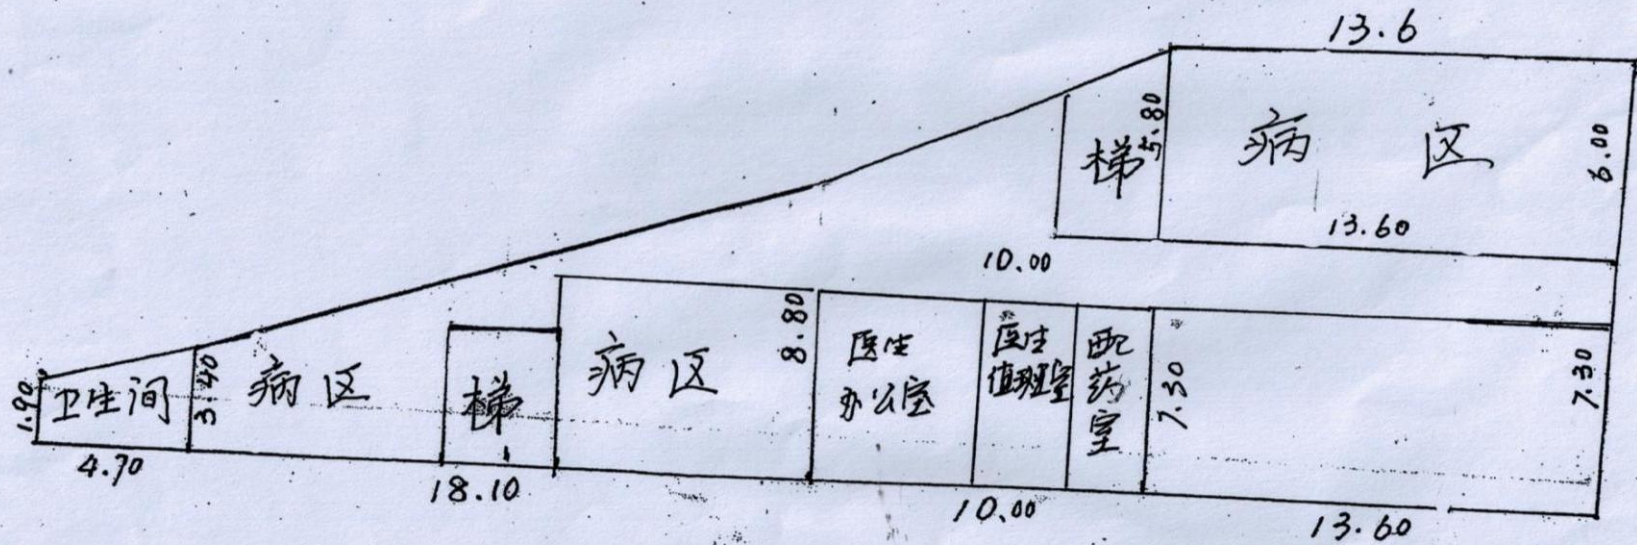 13.6
梯
5.80
病 区
6.00
13.60
10.00
1.90
卫生间
3.40
病 区
梯
病 区
8.80
医生
办公室
医生
值班室
配
药
室
7.30
7.30
4.70
18.10
10.00
13.60